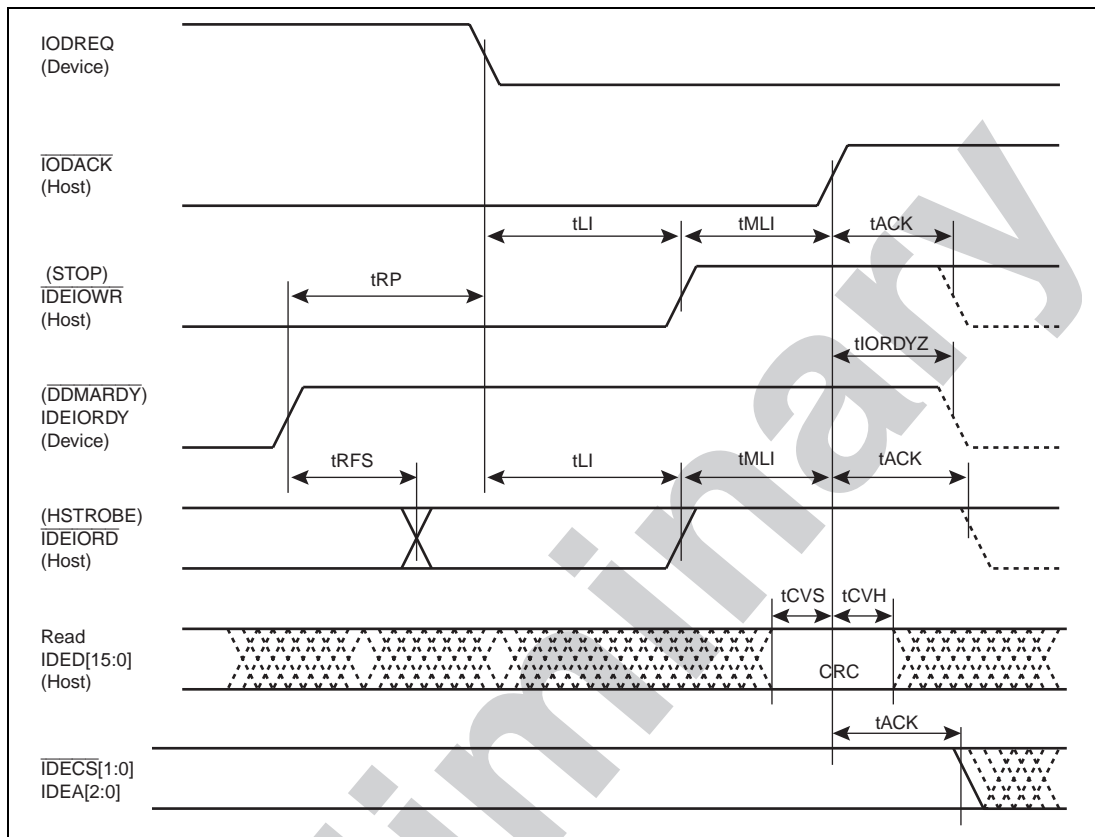 IODREQ
(Device)
IODACK
(Host)
tLI
tMLI
tACK
(STOP)
IDEIOWR
(Host)
tRP
tIORDYZ
(DDMARDY)
IDEIORDY
(Device)
tRFS
tLI
tMLI
tACK
(HSTROBE)
IDEIORD
(Host)
tCVS
tCVH
Read
IDED[15:0]
(Host)
CRC
tACK
IDECS[1:0]
IDEA[2:0]